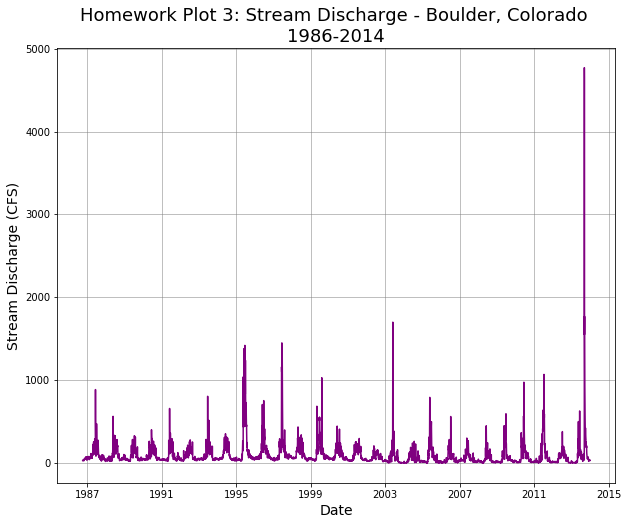 Homework Plot 3: Stream Discharge - Boulder, Colorado
1986-2014
Stream Discharge (CFS)
5000
4000
3000
2000
1000
0
1987 1991 1995 1999 2003 2007 2011 2015
Date